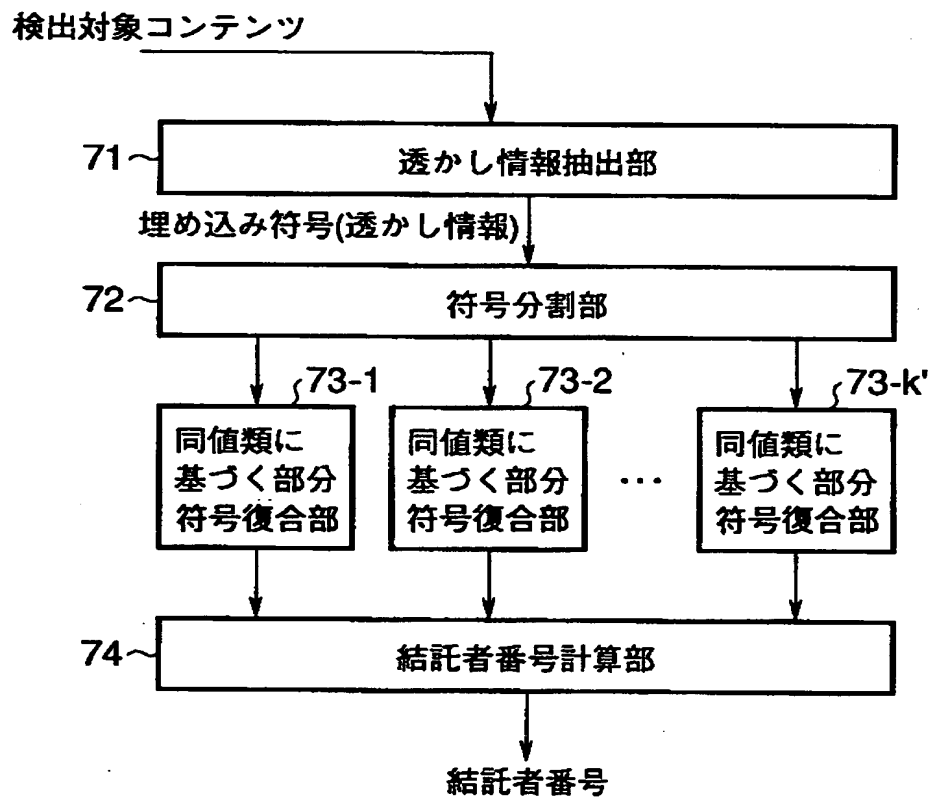 検出対象コンテンツ
71
透かし情報抽出部
埋め込み符号(透かし情報)
72
符号分割部
73-1
73-2
73-k'
同値類に
基づく部分
符号復合部
同値類に
基づく部分
符号復合部
…
同値類に
基づく部分
符号復合部
74
結託者番号計算部
結託者番号